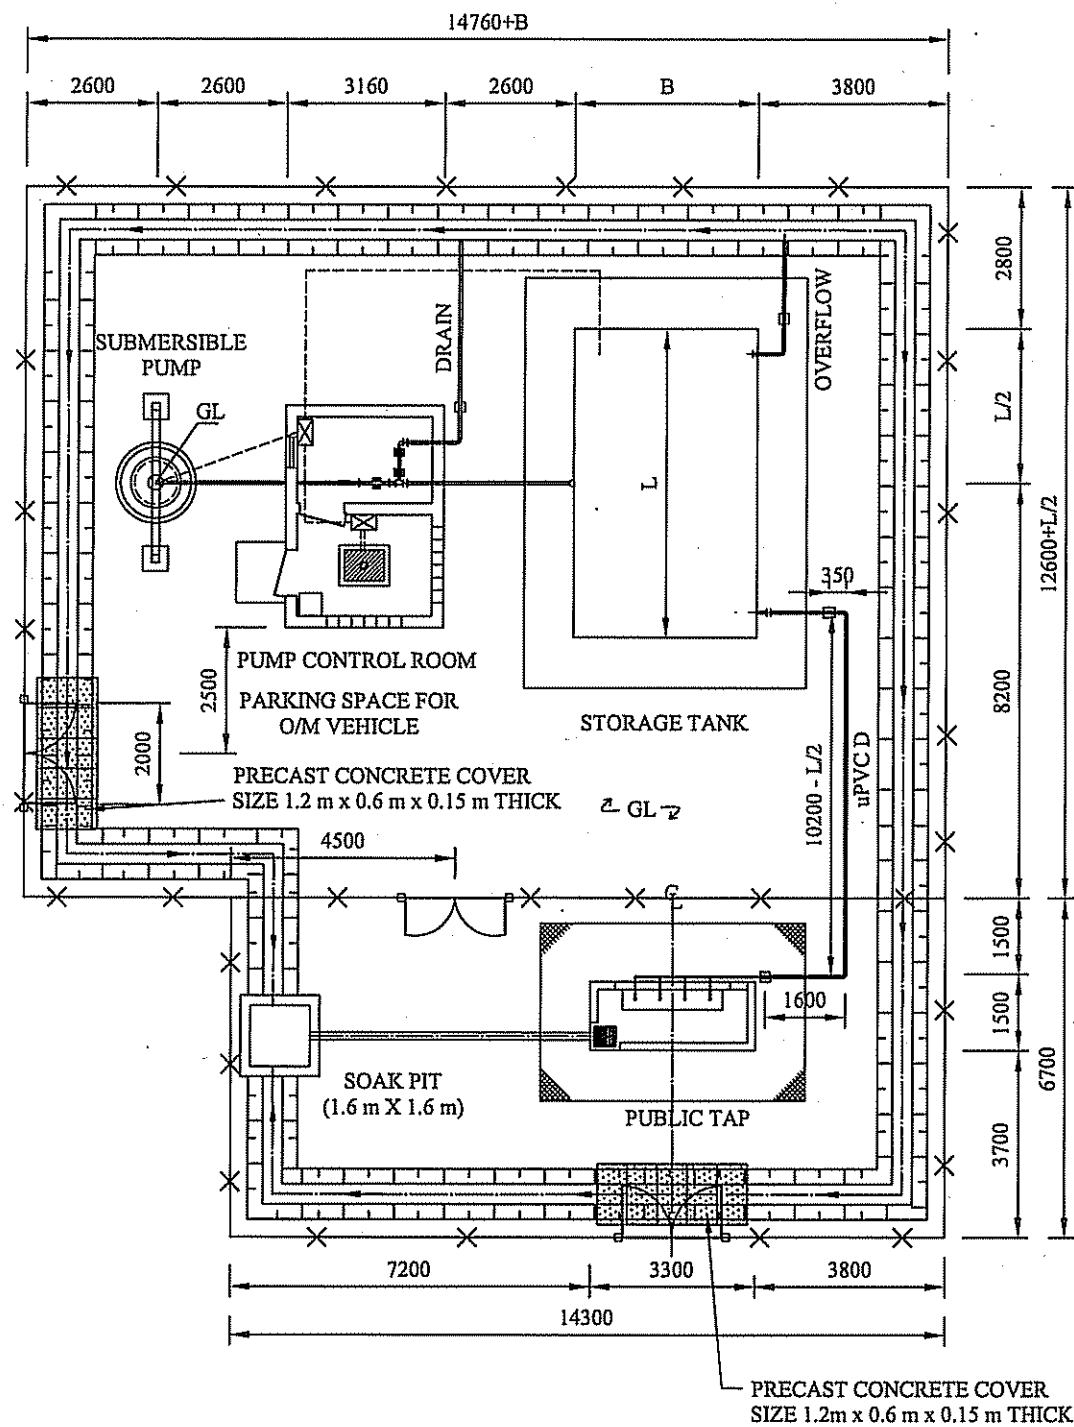 14760+B
2600
2600
3160
2600
B
3800
2800
L/2
12600+L/2
8200
DRAIN
OVERFLOW
SUBMERSIBLE
PUMP
GL
L
350
PUMP CONTROL ROOM
2500
PARKING SPACE FOR
O/M VEHICLE
STORAGE TANK
2000
PRECAST CONCRETE COVER
SIZE 1.2 m x 0.6 m x 0.15 m THICK
GL
10200 - L/2
uPVC D
4500
CL
1500
1600
1500
6700
SOAK PIT
(1.6 m X 1.6 m)
PUBLIC TAP
3700
7200
3300
3800
14300
PRECAST CONCRETE COVER
SIZE 1.2m x 0.6 m x 0.15 m THICK